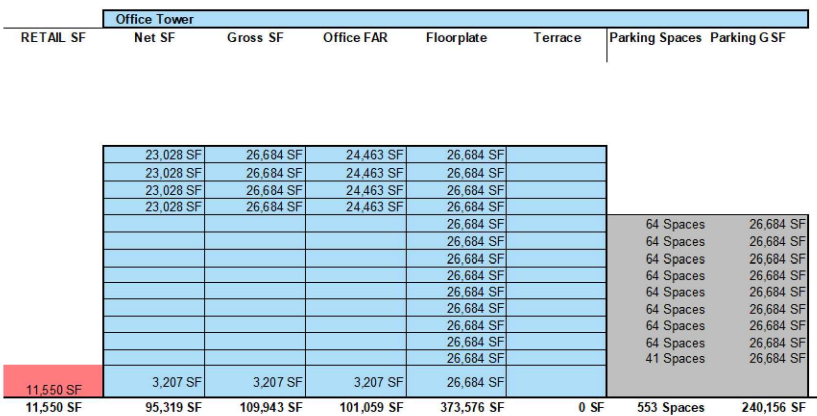 Office Tower
RETAIL SF Net SF Gross SF Office FAR Floorplate Terrace Parking Spaces Parking GSF
23,028 SF 26,684 SF 24,463 SF 26,684 SF
23,028 SF 26,684 SF 24,463 SF 26,684 SF
23,028 SF 26,684 SF 24,463 SF 26,684 SF
23,028 SF 26,684 SF 24,463 SF 26,684 SF
26,684 SF 64 Spaces 26,684 SF
26,684 SF 64 Spaces 26,684 SF
26,684 SF 64 Spaces 26,684 SF
26,684 SF 64 Spaces 26,684 SF
26,684 SF 64 Spaces 26,684 SF
26,684 SF 64 Spaces 26,684 SF
26,684 SF 64 Spaces 26,684 SF
26,684 SF 64 Spaces 26,684 SF
26,684 SF 41 Spaces 26,684 SF
11,550 SF 3,207 SF 3,207 SF 3,207 SF 26,684 SF
11,550 SF 95,319 SF 109,943 SF 101,059 SF 373,576 SF 0 SF 553 Spaces 240,156 SF